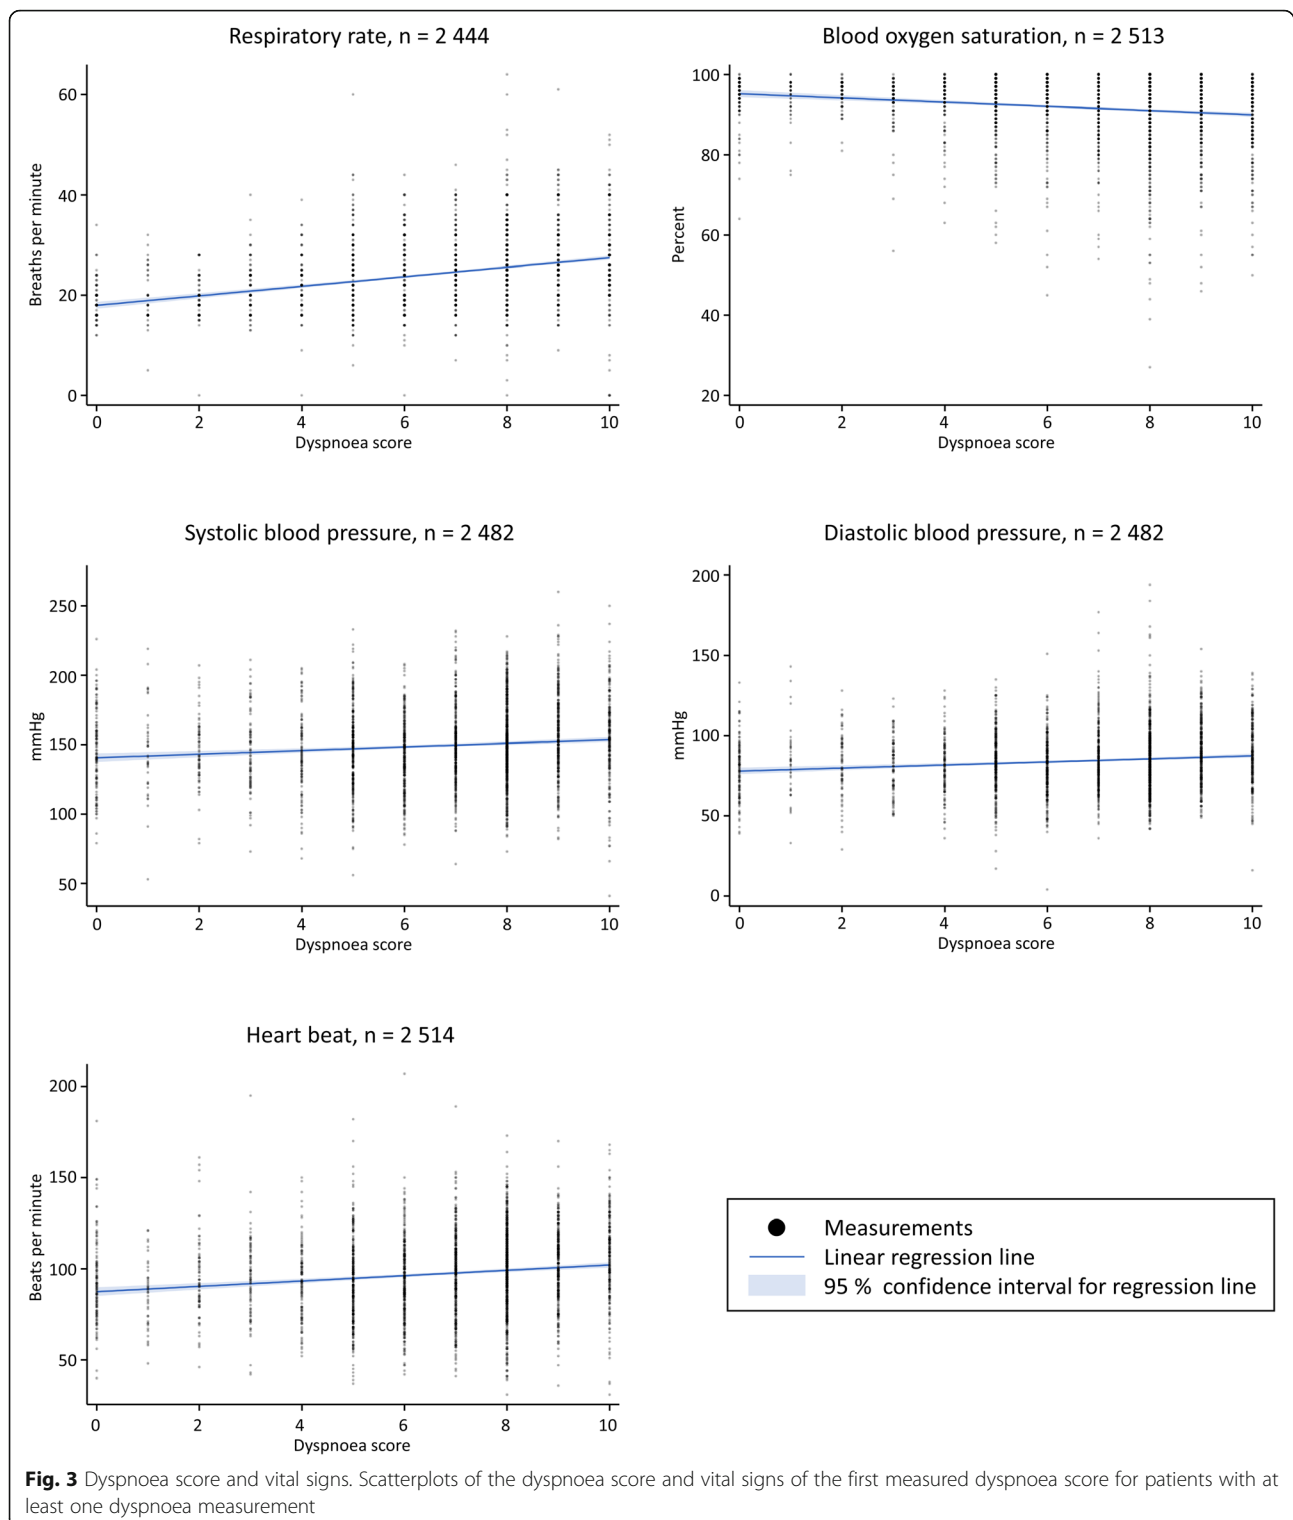 Respiratory rate, n = 2 444
Breaths per minute
60
40
20
0
0 2 4 6 8 10
Dyspnoea score
Blood oxygen saturation, n = 2 513
Percent
100
80
60
40
20
0 2 4 6 8 10
Dyspnoea score
Systolic blood pressure, n = 2 482
mmHg
250
200
150
100
50
0 2 4 6 8 10
Dyspnoea score
Diastolic blood pressure, n = 2 482
mmHg
200
150
100
50
0
0 2 4 6 8 10
Dyspnoea score
Heart beat, n = 2 514
Beats per minute
200
150
100
50
0 2 4 6 8 10
Dyspnoea score
Measurements
Linear regression line
95 % confidence interval for regression line
Fig. 3 Dyspnoea score and vital signs. Scatterplots of the dyspnoea score and vital signs of the first measured dyspnoea score for patients with at
least one dyspnoea measurement